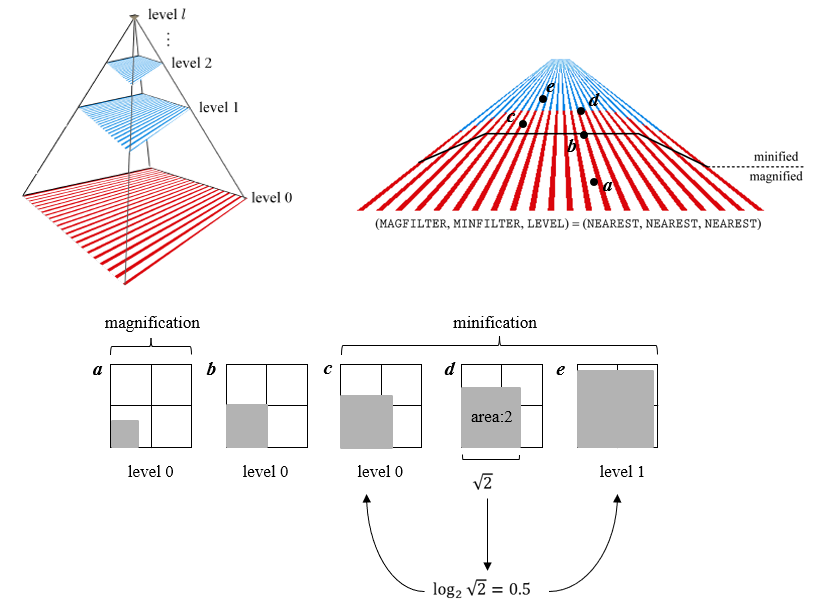 level l
⋮
level 2
level 1
level 0
e
d
c
b
a
minified
magnified
(MAGFILTER, MINFILTER, LEVEL) = (NEAREST, NEAREST, NEAREST)
magnification
minification
a b c d e
area:2
level 0 level 0 level 0 √2 level 1
log₂ √2 = 0.5